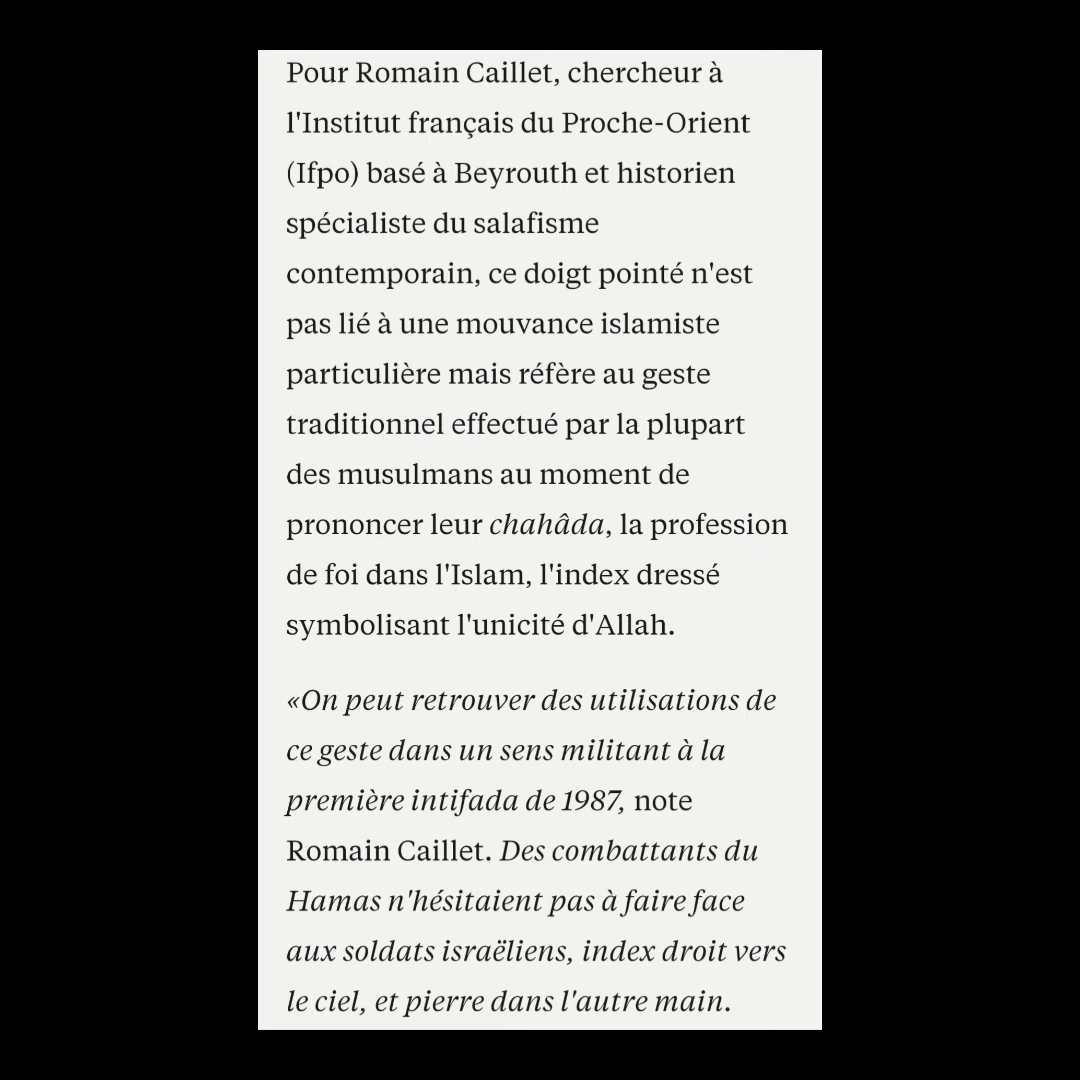 Pour Romain Caillet, chercheur à
l'Institut français du Proche-Orient
(Ifpo) basé à Beyrouth et historien
spécialiste du salafisme
contemporain, ce doigt pointé n'est
pas lié à une mouvance islamiste
particulière mais réfère au geste
traditionnel effectué par la plupart
des musulmans au moment de
prononcer leur chahâda, la profession
de foi dans l'Islam, l'index dressé
symbolisant l'unicité d'Allah.
«On peut retrouver des utilisations de
ce geste dans un sens militant à la
première intifada de 1987, note
Romain Caillet. Des combattants du
Hamas n'hésitaient pas à faire face
aux soldats israëliens, index droit vers
le ciel, et pierre dans l'autre main.